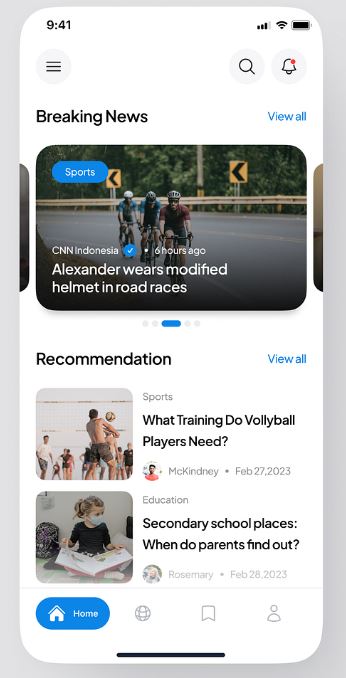 9:41
Breaking News
View all
Sports
CNN Indonesia • 6 hours ago
Alexander wears modified
helmet in road races
Recommendation
View all
Sports
What Training Do Vollyball
Players Need?
McKindney • Feb 27,2023
Education
Secondary school places:
When do parents find out?
Rosemary • Feb 28,2023
Home